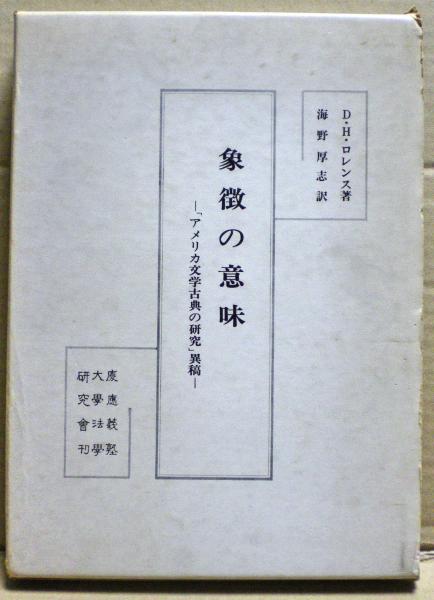 D・H・ロレンス著
海野厚志訳
象徴の意味
―「アメリカ文学古典の研究」異稿―
慶應義塾
大學法學
研究會刊